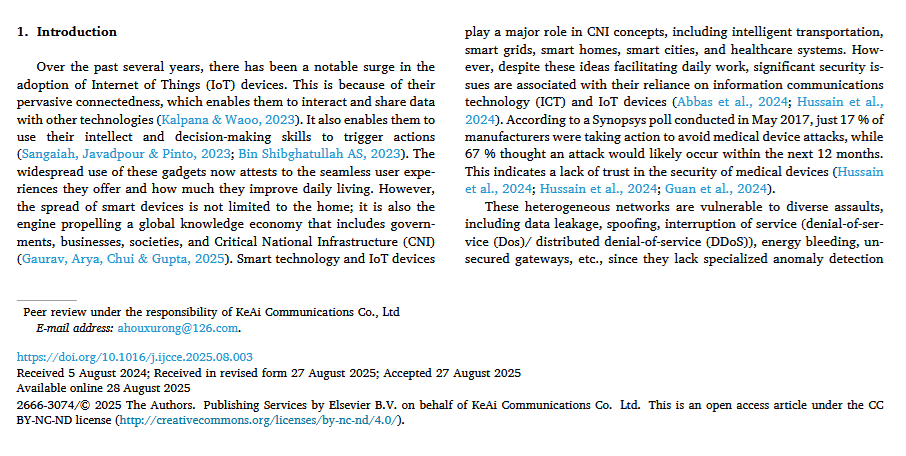 1. Introduction
Over the past several years, there has been a notable surge in the
adoption of Internet of Things (IoT) devices. This is because of their
pervasive connectedness, which enables them to interact and share data
with other technologies (Kalpana & Waoo, 2023). It also enables them to
use their intellect and decision-making skills to trigger actions
(Sangaiah, Javadpour & Pinto, 2023; Bin Shibghatullah AS, 2023). The
widespread use of these gadgets now attests to the seamless user expe-
riences they offer and how much they improve daily living. However,
the spread of smart devices is not limited to the home; it is also the
engine propelling a global knowledge economy that includes govern-
ments, businesses, societies, and Critical National Infrastructure (CNI)
(Gaurav, Arya, Chui & Gupta, 2025). Smart technology and IoT devices
play a major role in CNI concepts, including intelligent transportation,
smart grids, smart homes, smart cities, and healthcare systems. How-
ever, despite these ideas facilitating daily work, significant security is-
sues are associated with their reliance on information communications
technology (ICT) and IoT devices (Abbas et al., 2024; Hussain et al.,
2024). According to a Synopsys poll conducted in May 2017, just 17 % of
manufacturers were taking action to avoid medical device attacks, while
67 % thought an attack would likely occur within the next 12 months.
This indicates a lack of trust in the security of medical devices (Hussain
et al., 2024; Hussain et al., 2024; Guan et al., 2024).
These heterogeneous networks are vulnerable to diverse assaults,
including data leakage, spoofing, interruption of service (denial-of-ser-
vice (Dos)/ distributed denial-of-service (DDoS)), energy bleeding, un-
secured gateways, etc., since they lack specialized anomaly detection
Peer review under the responsibility of KeAi Communications Co., Ltd
E-mail address: ahouxurong@126.com.
https://doi.org/10.1016/j.ijcce.2025.08.003
Received 5 August 2024; Received in revised form 27 August 2025; Accepted 27 August 2025
Available online 28 August 2025
2666-3074/© 2025 The Authors. Publishing Services by Elsevier B.V. on behalf of KeAi Communications Co. Ltd. This is an open access article under the CC
BY-NC-ND license (http://creativecommons.org/licenses/by-nc-nd/4.0/).